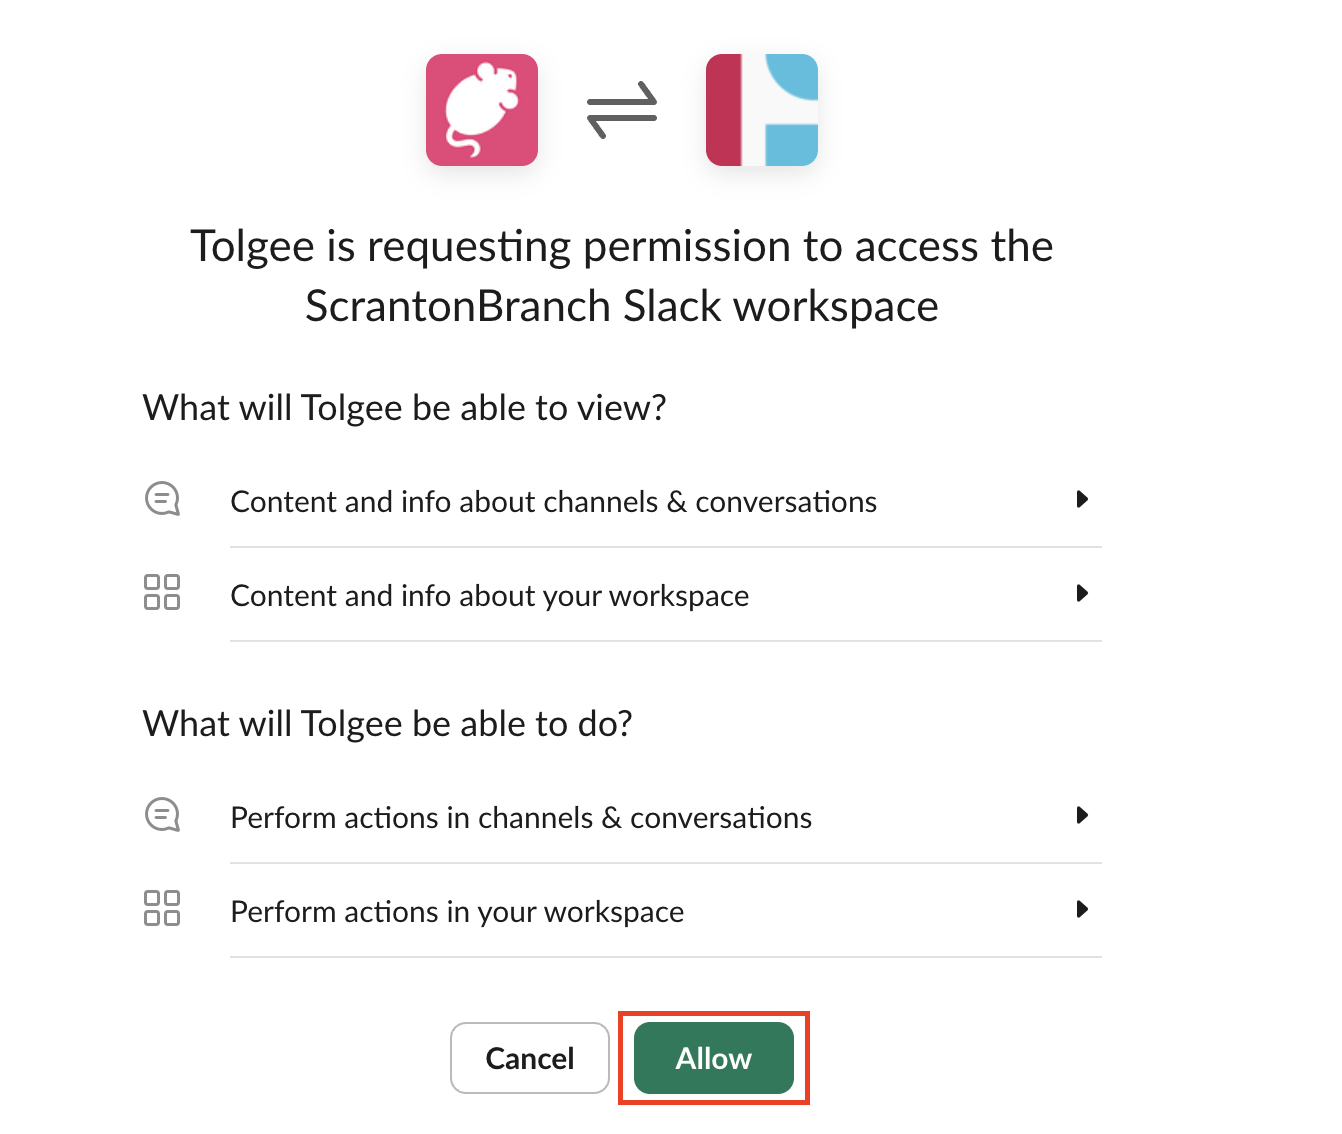 Tolgee is requesting permission to access the
ScrantonBranch Slack workspace
What will Tolgee be able to view?
Content and info about channels & conversations
Content and info about your workspace
What will Tolgee be able to do?
Perform actions in channels & conversations
Perform actions in your workspace
Cancel
Allow